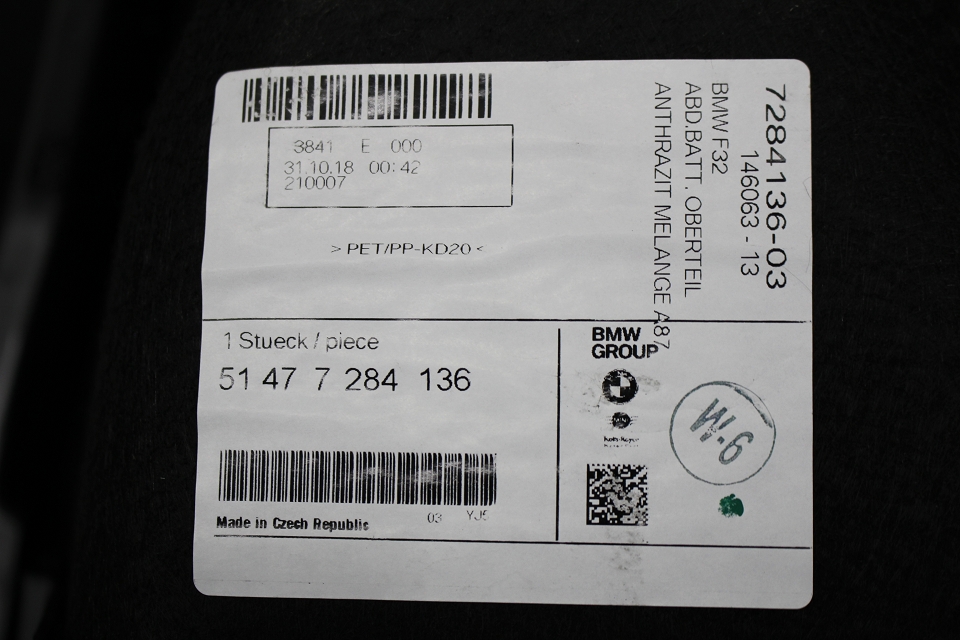 3841 E 000
31.10.18 00:42
210007
> PET/PP-KD20 <
7284136-03
146063 - 13
BMW F32
ABD.BATT. OBERTEIL
ANTHRAZIT MELANGE A87
1 Stueck / piece
51 47 7 284 136
03 YJ5
Made in Czech Republic
BMW
GROUP
MINI